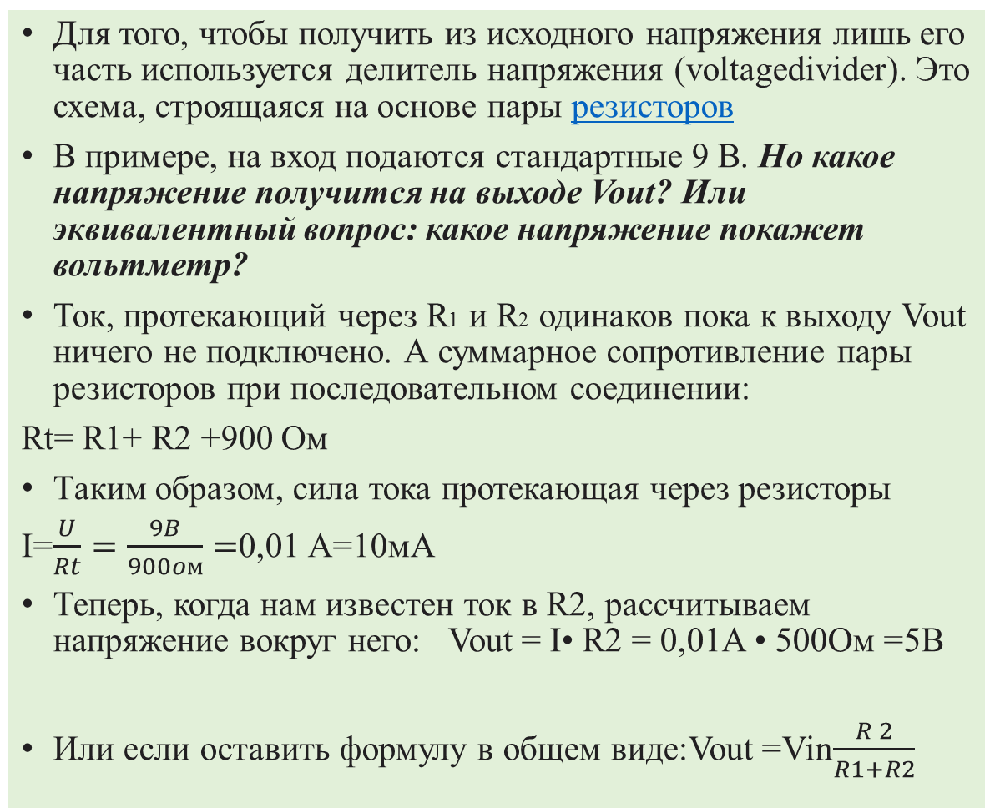 • Для того, чтобы получить из исходного напряжения лишь его
часть используется делитель напряжения (voltagedivider). Это
схема, строящаяся на основе пары резисторов
• В примере, на вход подаются стандартные 9 В. Но какое
напряжение получится на выходе Vout? Или
эквивалентный вопрос: какое напряжение покажет
вольтметр?
• Ток, протекающий через R1 и R2 одинаков пока к выходу Vout
ничего не подключено. А суммарное сопротивление пары
резисторов при последовательном соединении:
Rt= R1+ R2 +900 Ом
• Таким образом, сила тока протекающая через резисторы
I=U/Rt = 9В/900ом =0,01 А=10мА
• Теперь, когда нам известен ток в R2, рассчитываем
напряжение вокруг него: Vout = I• R2 = 0,01А • 500Ом =5В
• Или если оставить формулу в общем виде:Vout =Vin R 2/R1+R2